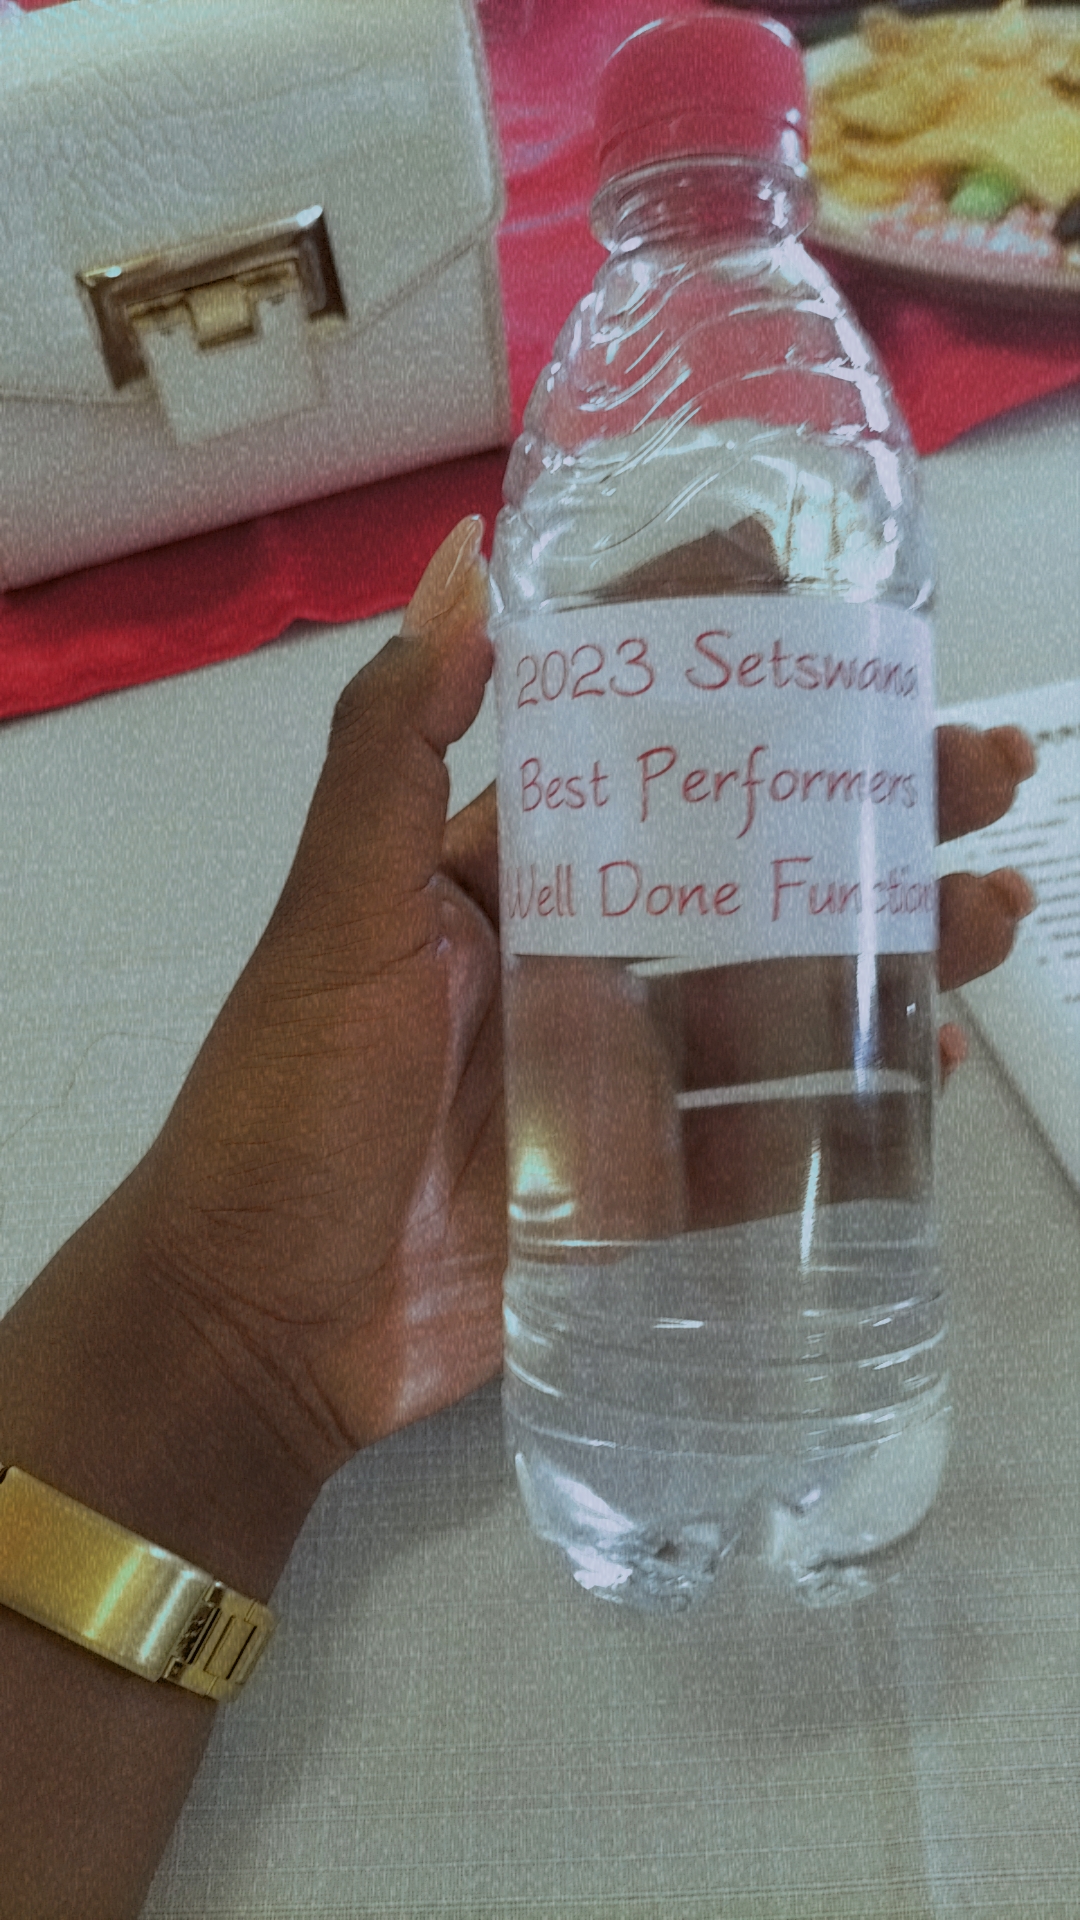 2023 Setswana
Best Performers
Well Done Function